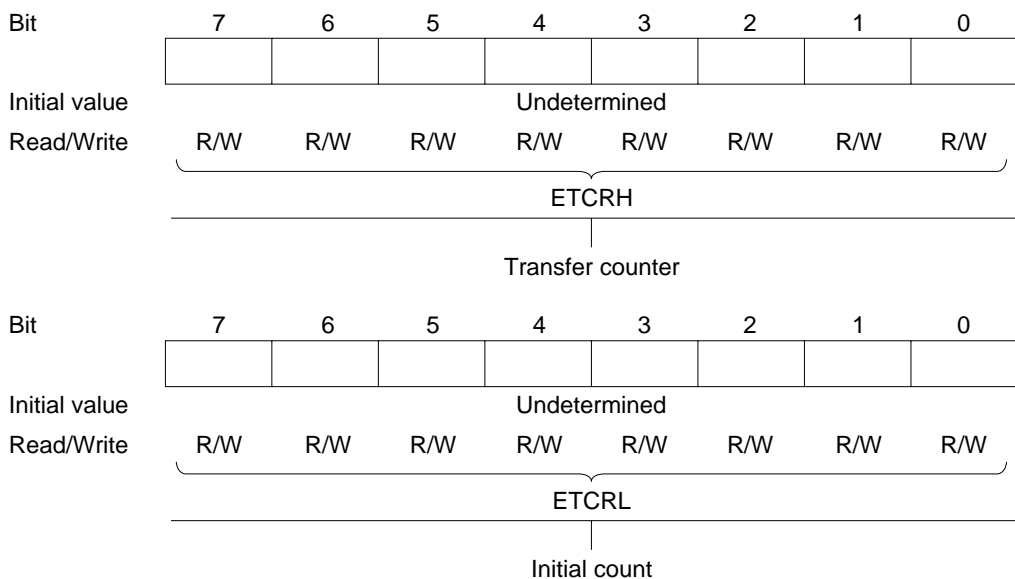 Bit 7 6 5 4 3 2 1 0
Initial value Undetermined
Read/Write R/W R/W R/W R/W R/W R/W R/W R/W
ETCRH
Transfer counter
Bit 7 6 5 4 3 2 1 0
Initial value Undetermined
Read/Write R/W R/W R/W R/W R/W R/W R/W R/W
ETCRL
Initial count